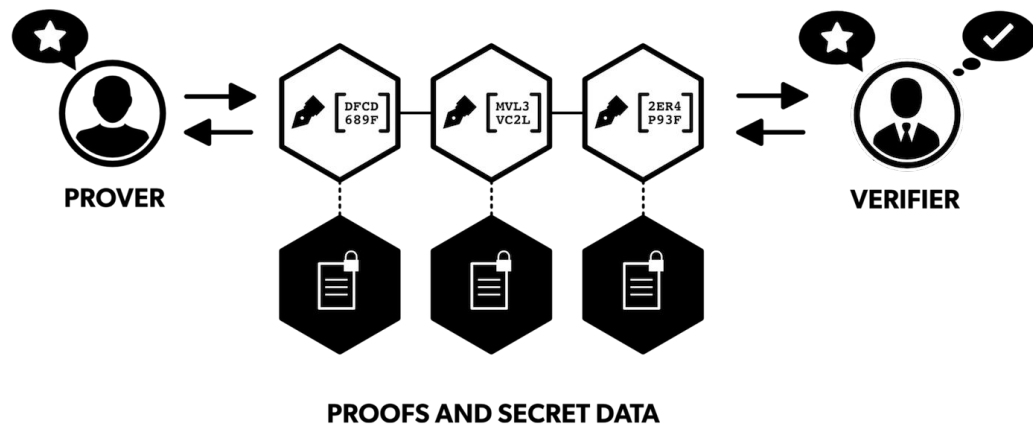 DFCD
689F
MVL3
VC2L
2ER4
P93F
PROVER
VERIFIER
PROOFS AND SECRET DATA